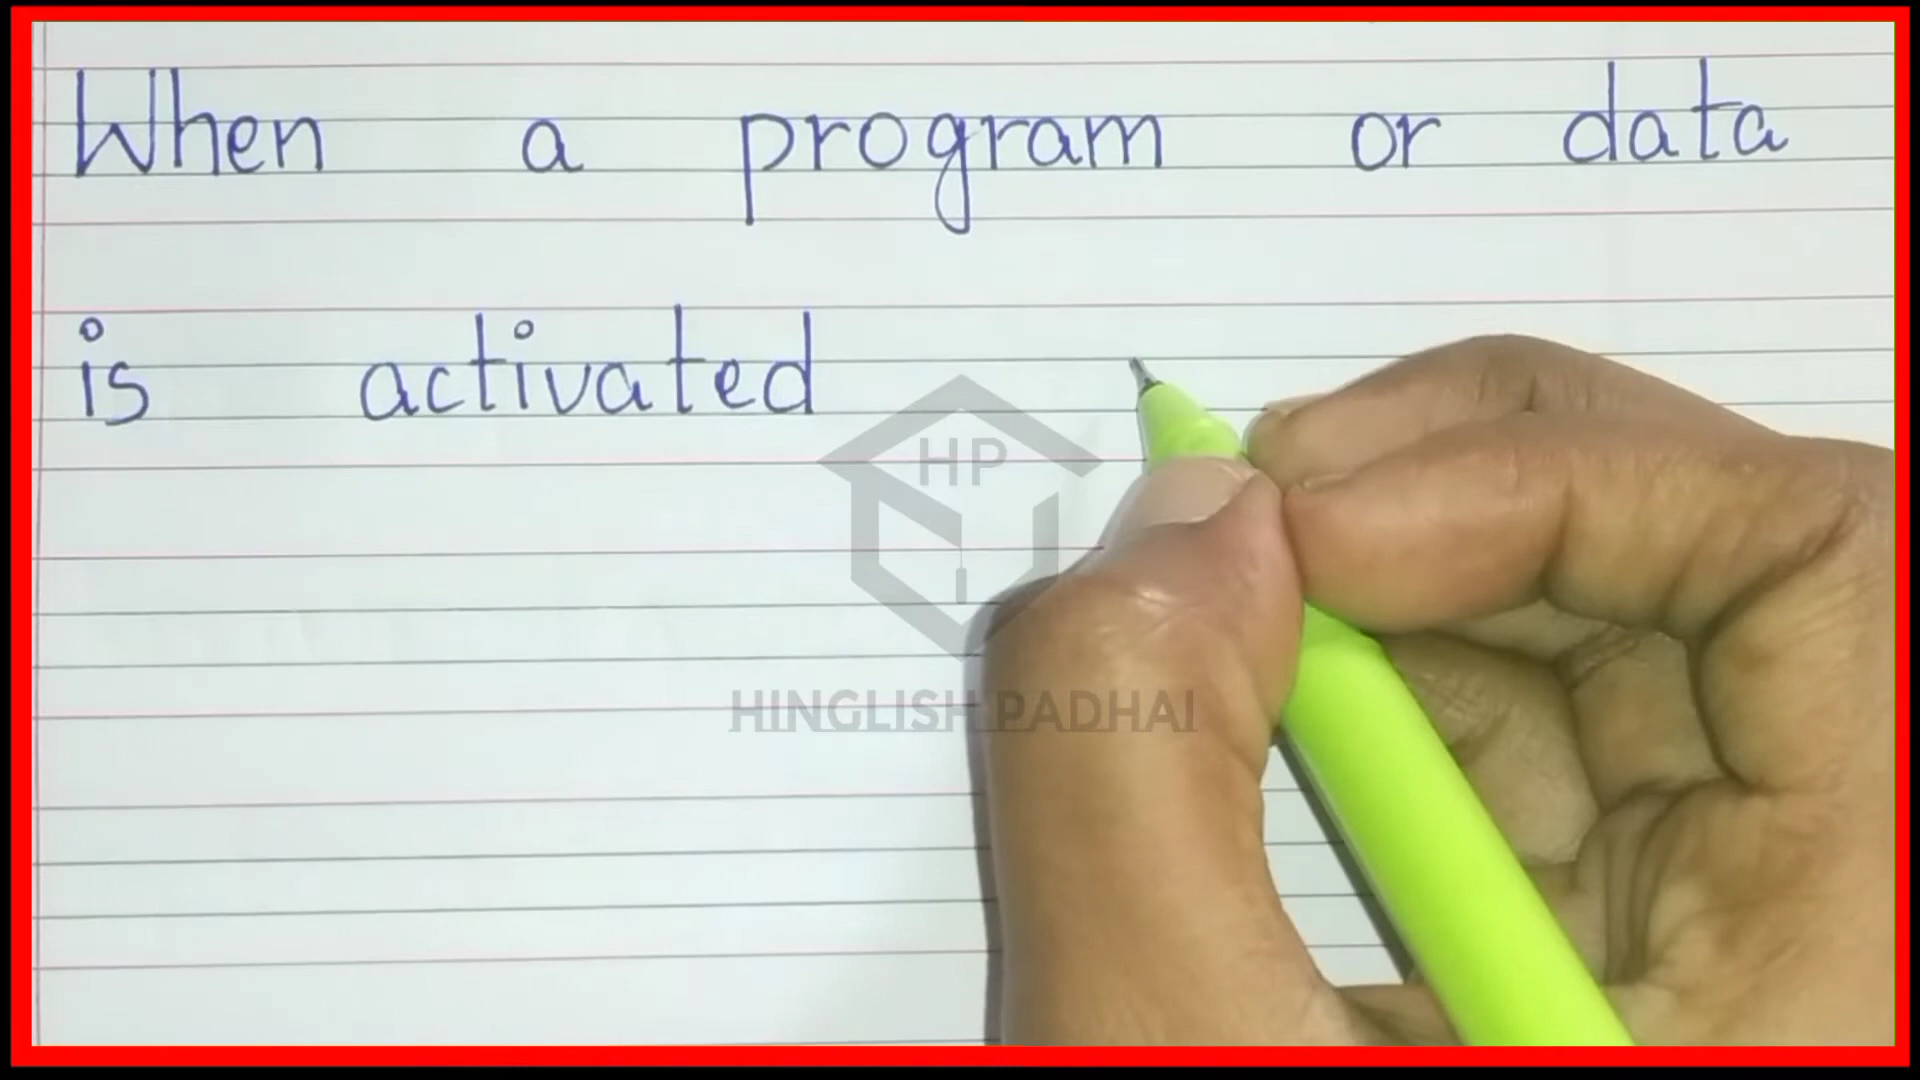 When a program or data
is activated
HP
HINGLISH PADHAI